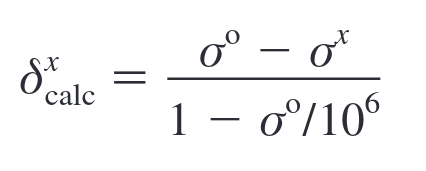 δ^x_calc = (σ° − σ^x) / (1 − σ°/10^6)